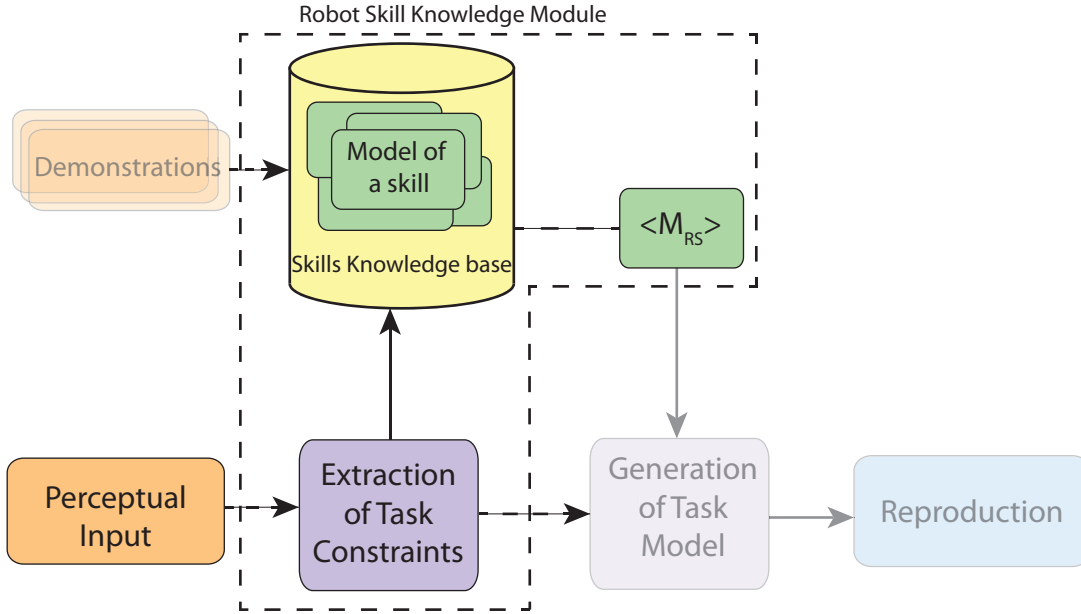 Robot Skill Knowledge Module
Demonstrations
Model of
a skill
<M_RS>
Skills Knowledge base
Perceptual
Input
Extraction
of Task
Constraints
Generation
of Task
Model
Reproduction